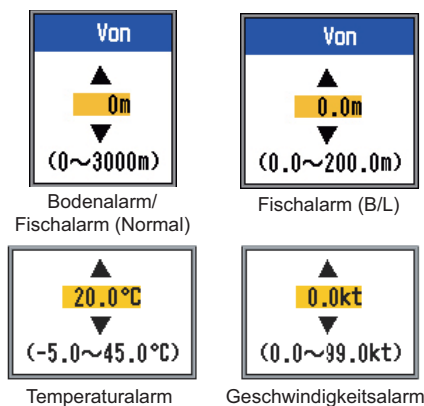 Von
▲
0m
▼
(0～3000m)
Bodenalarm/
Fischalarm (Normal)
Von
▲
0.0m
▼
(0.0～200.0m)
Fischalarm (B/L)
▲
20.0°C
▼
(-5.0～45.0°C)
Temperaturalarm
▲
0.0kt
▼
(0.0～99.0kt)
Geschwindigkeitsalarm